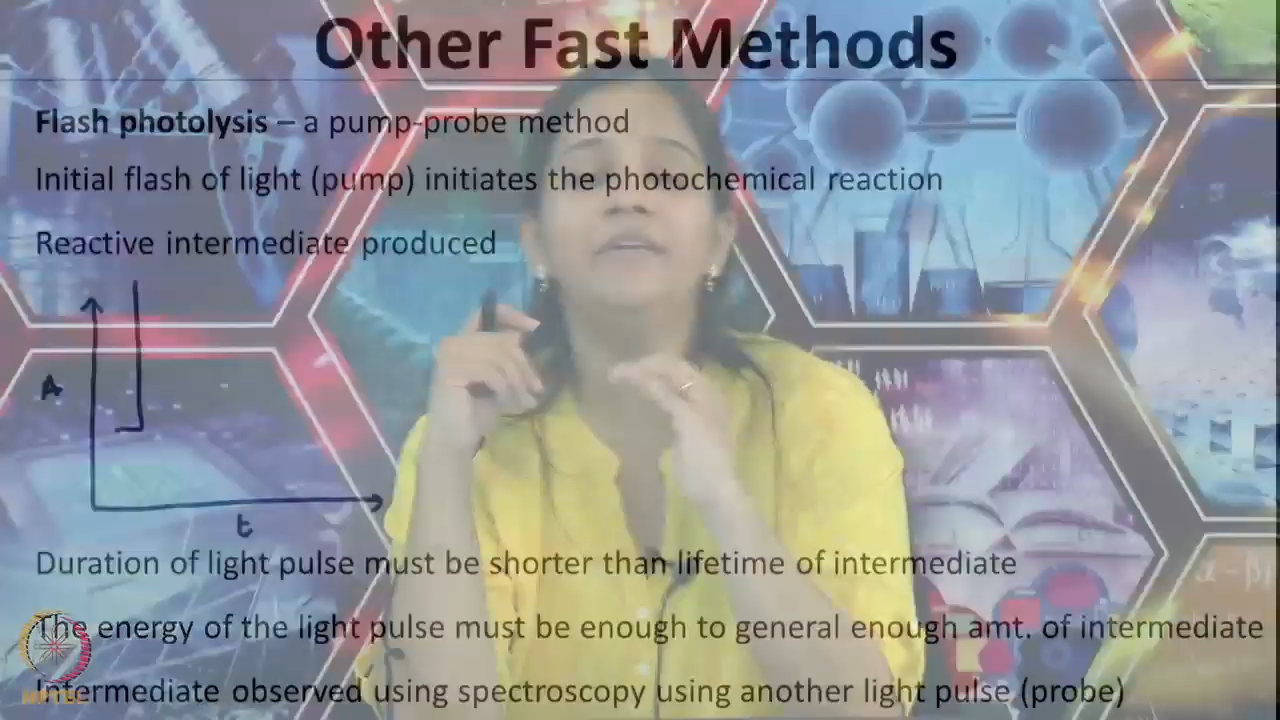 Other Fast Methods
Flash photolysis – a pump-probe method
Initial flash of light (pump) initiates the photochemical reaction
Reactive intermediate produced
A
t
Duration of light pulse must be shorter than lifetime of intermediate
The energy of the light pulse must be enough to general enough amt. of intermediate
Intermediate observed using spectroscopy using another light pulse (probe)
NPTEL
α-β